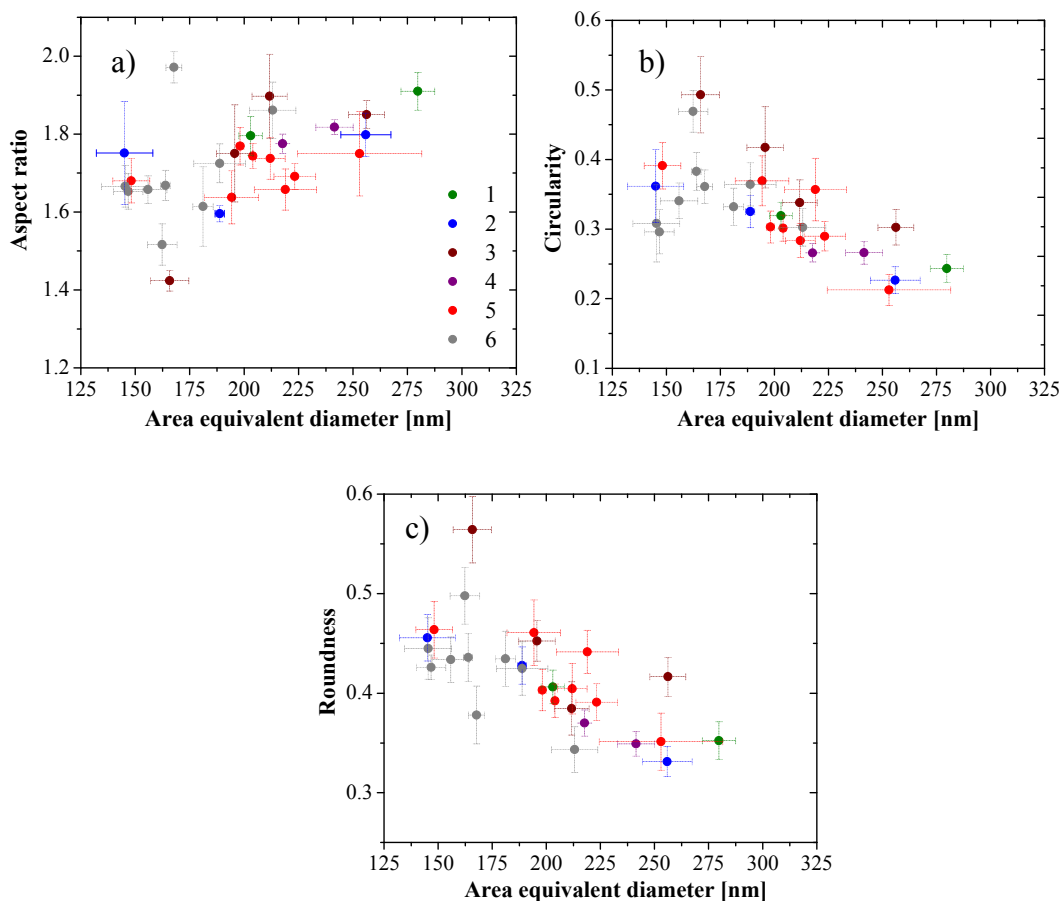 a)
2.0
1.8
1.6
1.4
1.2
Aspect ratio
125 150 175 200 225 250 275 300 325
Area equivalent diameter [nm]
1
2
3
4
5
6
b)
0.6
0.5
0.4
0.3
0.2
0.1
Circularity
125 150 175 200 225 250 275 300 325
Area equivalent diameter [nm]
c)
0.6
0.5
0.4
0.3
Roundness
125 150 175 200 225 250 275 300 325
Area equivalent diameter [nm]